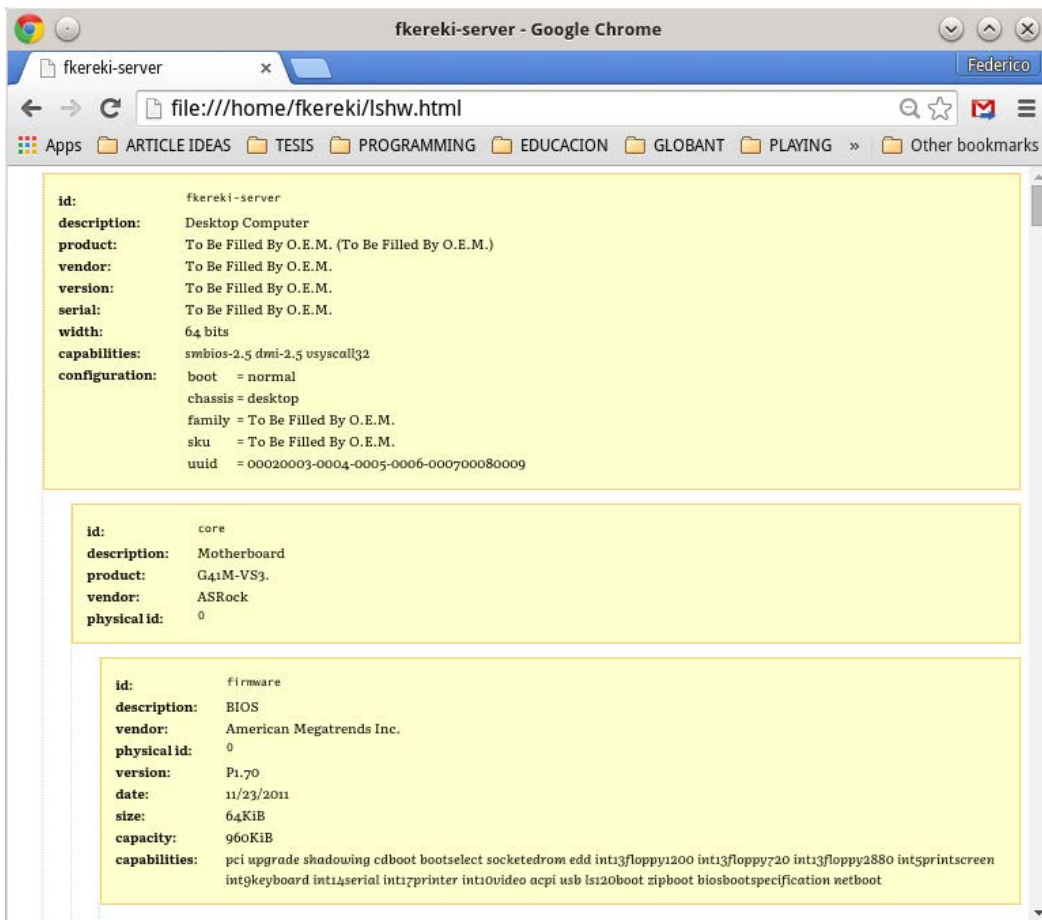 fkereki-server - Google Chrome
fkereki-server
Federico
file:///home/fkereki/lshw.html
Apps ARTICLE IDEAS TESIS PROGRAMMING EDUCACION GLOBANT PLAYING » Other bookmarks
id: fkereki-server
description: Desktop Computer
product: To Be Filled By O.E.M. (To Be Filled By O.E.M.)
vendor: To Be Filled By O.E.M.
version: To Be Filled By O.E.M.
serial: To Be Filled By O.E.M.
width: 64 bits
capabilities: smbios-2.5 dmi-2.5 vsyscall32
configuration: boot = normal
chassis = desktop
family = To Be Filled By O.E.M.
sku = To Be Filled By O.E.M.
uuid = 00020003-0004-0005-0006-000700080009
id: core
description: Motherboard
product: G41M-VS3.
vendor: ASRock
physical id: 0
id: firmware
description: BIOS
vendor: American Megatrends Inc.
physical id: 0
version: P1.70
date: 11/23/2011
size: 64KiB
capacity: 960KiB
capabilities: pci upgrade shadowing cdboot bootselect socketedrom edd int13floppy1200 int13floppy720 int13floppy2880 int5printscreen
int9keyboard int14serial int17printer int10video acpi usb ls120boot zipboot biosbootspecification netboot